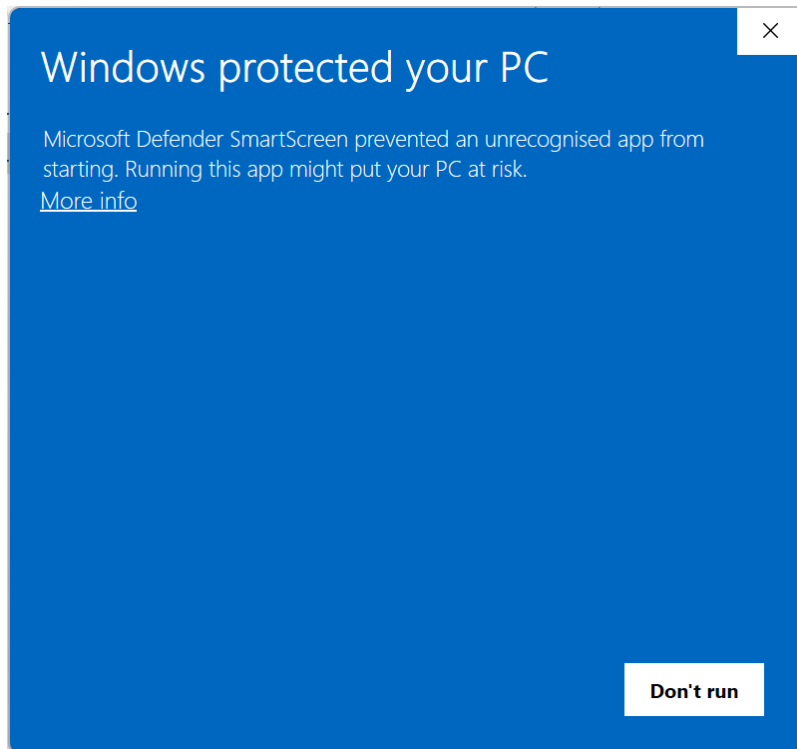 Windows protected your PC
Microsoft Defender SmartScreen prevented an unrecognised app from
starting. Running this app might put your PC at risk.
More info
Don't run